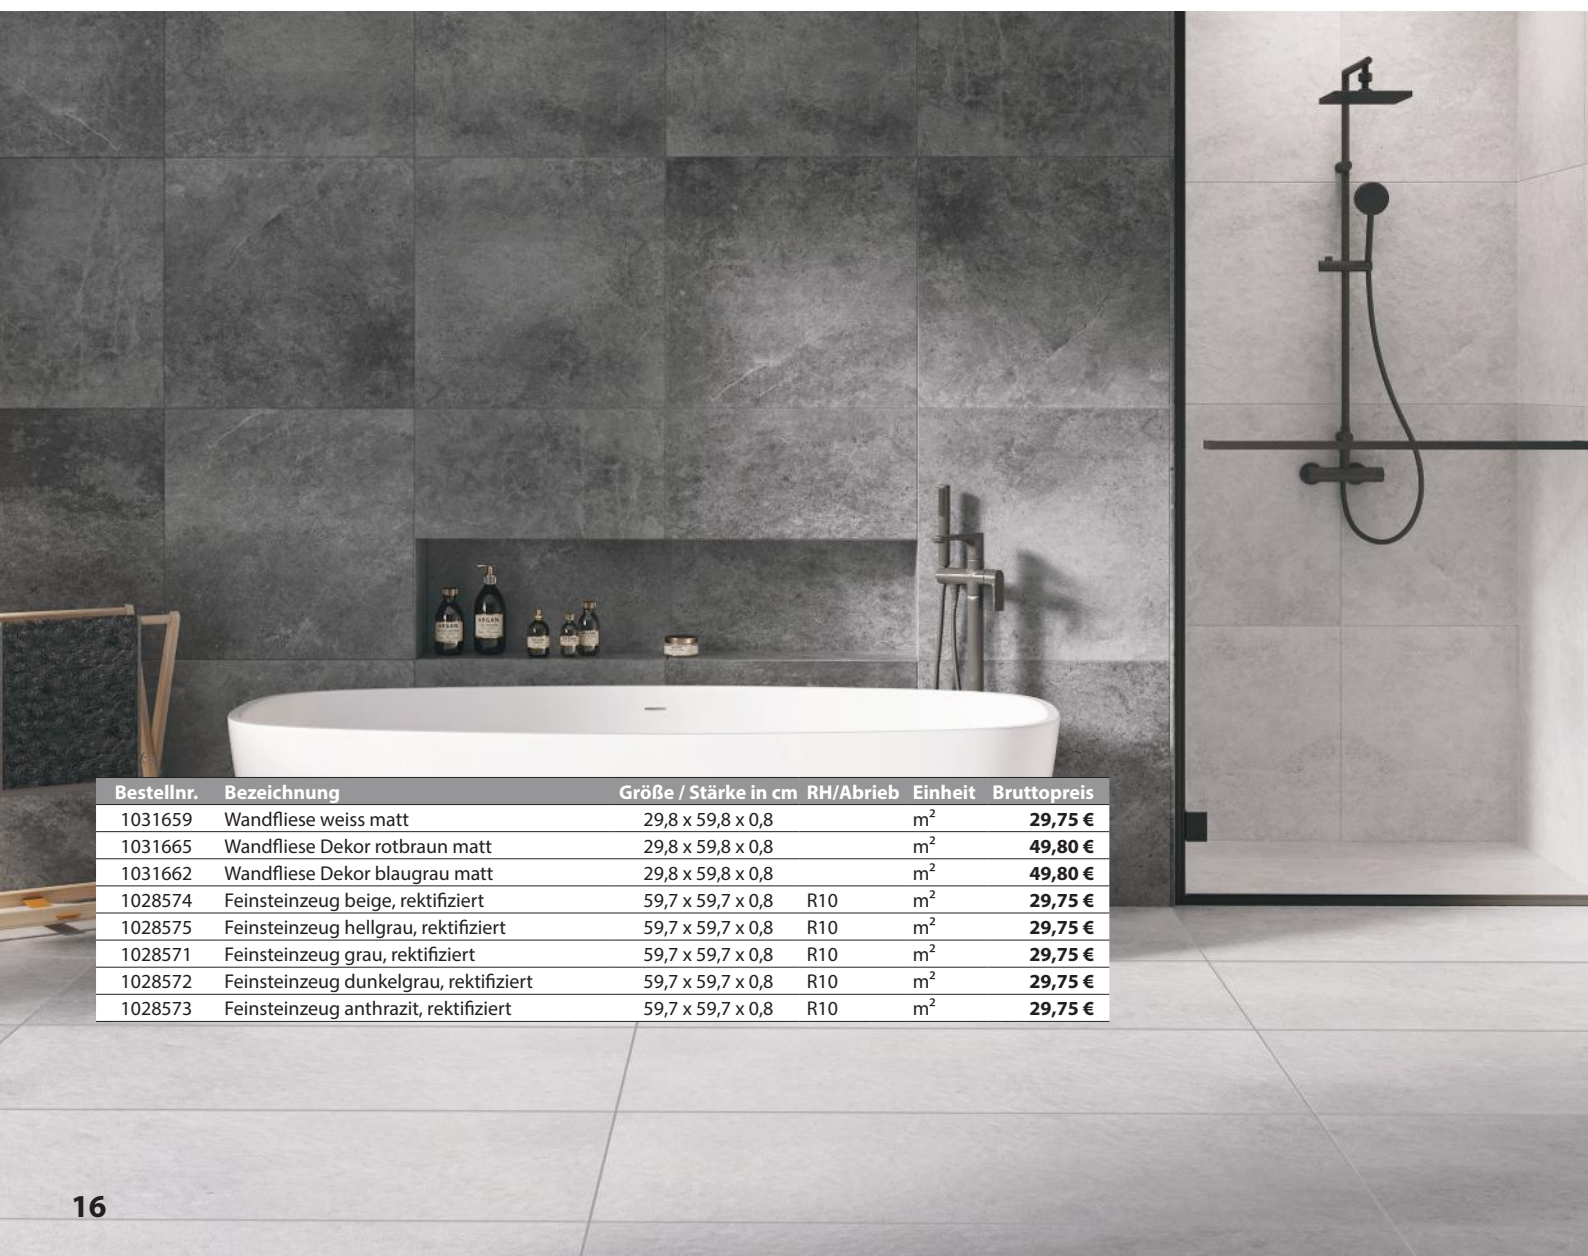 ARGAN
ARGAN
Bestellnr. Bezeichnung Größe / Stärke in cm RH/Abrieb Einheit Bruttopreis
1031659 Wandfliese weiss matt 29,8 x 59,8 x 0,8 m² 29,75 €
1031665 Wandfliese Dekor rotbraun matt 29,8 x 59,8 x 0,8 m² 49,80 €
1031662 Wandfliese Dekor blaugrau matt 29,8 x 59,8 x 0,8 m² 49,80 €
1028574 Feinsteinzeug beige, rektifiziert 59,7 x 59,7 x 0,8 R10 m² 29,75 €
1028575 Feinsteinzeug hellgrau, rektifiziert 59,7 x 59,7 x 0,8 R10 m² 29,75 €
1028571 Feinsteinzeug grau, rektifiziert 59,7 x 59,7 x 0,8 R10 m² 29,75 €
1028572 Feinsteinzeug dunkelgrau, rektifiziert 59,7 x 59,7 x 0,8 R10 m² 29,75 €
1028573 Feinsteinzeug anthrazit, rektifiziert 59,7 x 59,7 x 0,8 R10 m² 29,75 €
16